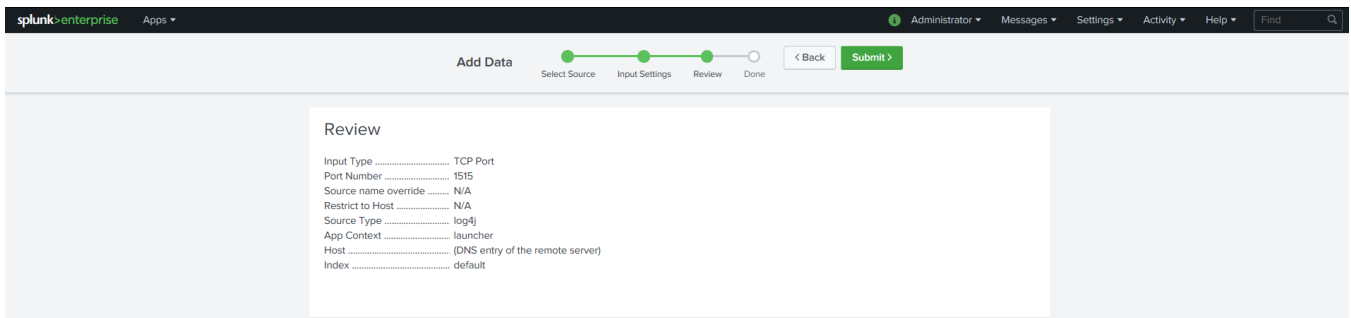 splunk>enterprise Apps ▾ i Administrator ▾ Messages ▾ Settings ▾ Activity ▾ Help ▾ Find
Add Data < Back Submit >
Select Source Input Settings Review Done
Review
Input Type .............................. TCP Port
Port Number .......................... 1515
Source name override ......... N/A
Restrict to Host ..................... N/A
Source Type .......................... log4j
App Context .......................... launcher
Host ......................................... (DNS entry of the remote server)
Index ....................................... default